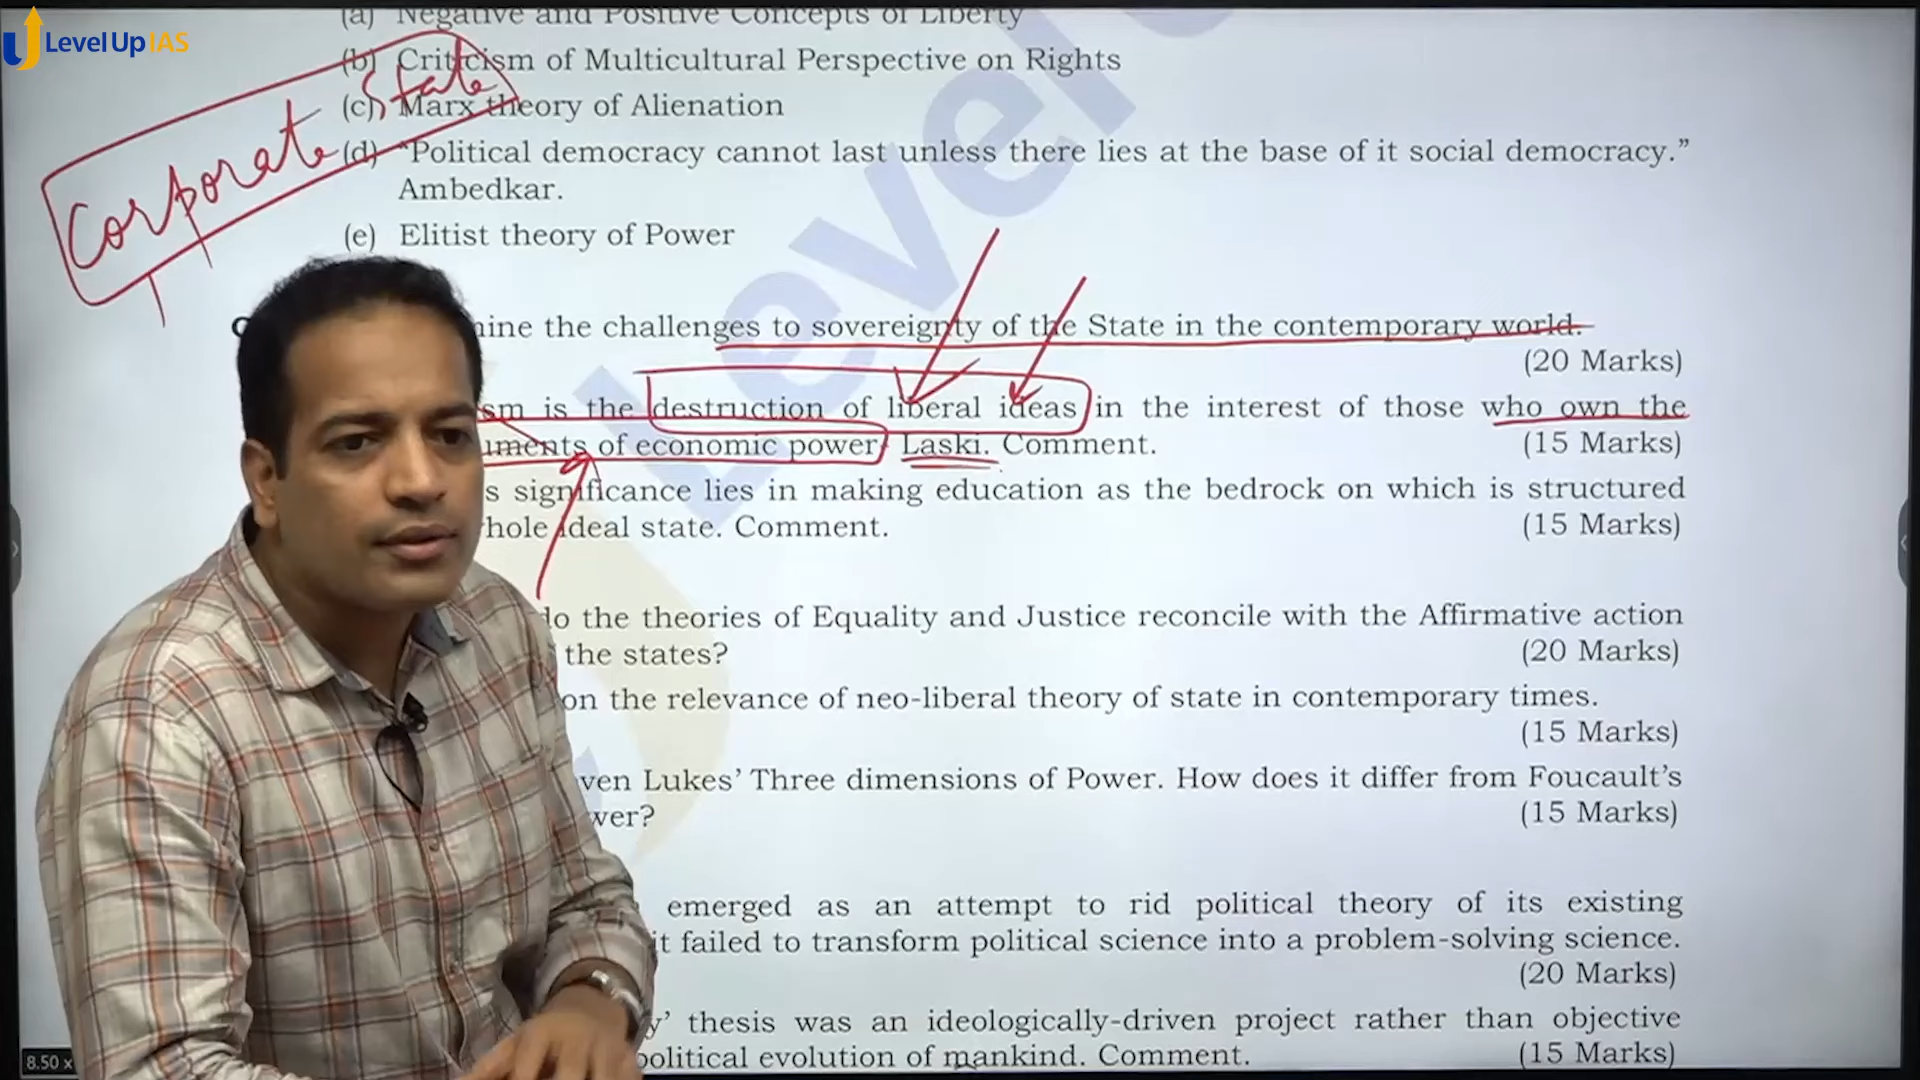 Level Up IAS
(a) Negative and Positive Concepts of Liberty
(b) Criticism of Multicultural Perspective on Rights
(c) Marx theory of Alienation
(d) “Political democracy cannot last unless there lies at the base of it social democracy.”
Ambedkar.
(e) Elitist theory of Power
Corporate State
the challenges to sovereignty of the State in the contemporary world.
(20 Marks)
is the destruction of liberal ideas in the interest of those who own the
of economic power Laski. Comment.
(15 Marks)
significance lies in making education as the bedrock on which is structured
ideal state. Comment.
(15 Marks)
the theories of Equality and Justice reconcile with the Affirmative action
the states?
(20 Marks)
on the relevance of neo-liberal theory of state in contemporary times.
(15 Marks)
Lukes’ Three dimensions of Power. How does it differ from Foucault’s
(15 Marks)
emerged as an attempt to rid political theory of its existing
it failed to transform political science into a problem-solving science.
(20 Marks)
thesis was an ideologically-driven project rather than objective
political evolution of mankind. Comment.
(15 Marks)
8.50 x
Level